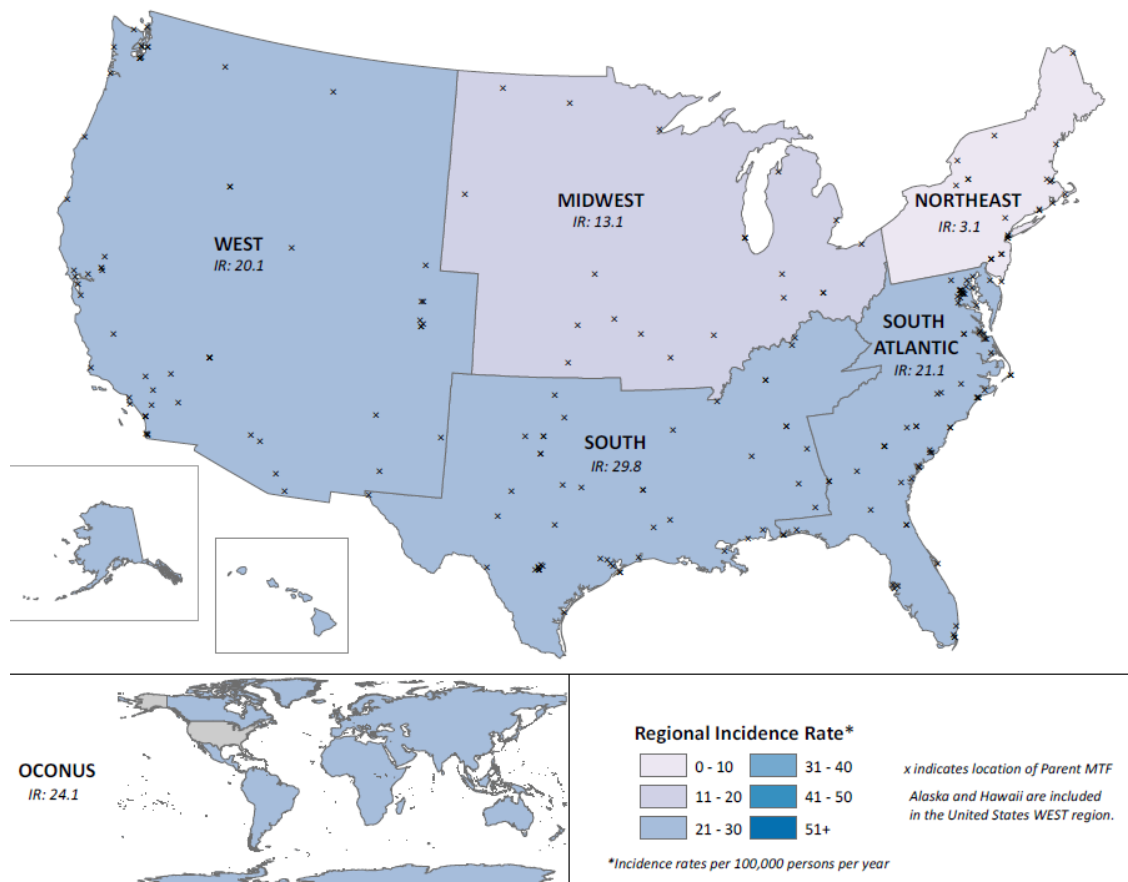 MIDWEST
IR: 13.1
NORTHEAST
IR: 3.1
WEST
IR: 20.1
SOUTH
ATLANTIC
IR: 21.1
SOUTH
IR: 29.8
OCONUS
IR: 24.1
Regional Incidence Rate*
0 - 10
31 - 40
11 - 20
41 - 50
21 - 30
51+
x indicates location of Parent MTF
Alaska and Hawaii are included
in the United States WEST region.
*Incidence rates per 100,000 persons per year